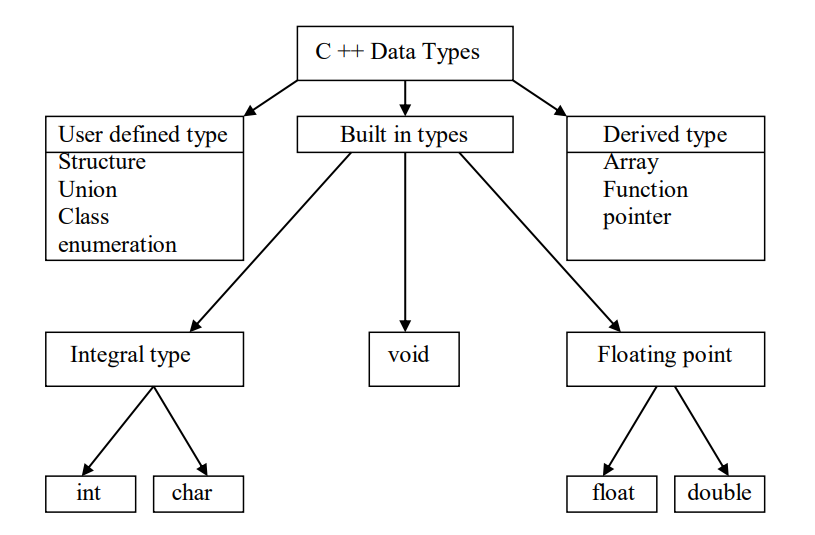 C ++ Data Types
User defined type
Structure
Union
Class
enumeration
Built in types
Derived type
Array
Function
pointer
Integral type
void
Floating point
int
char
float
double